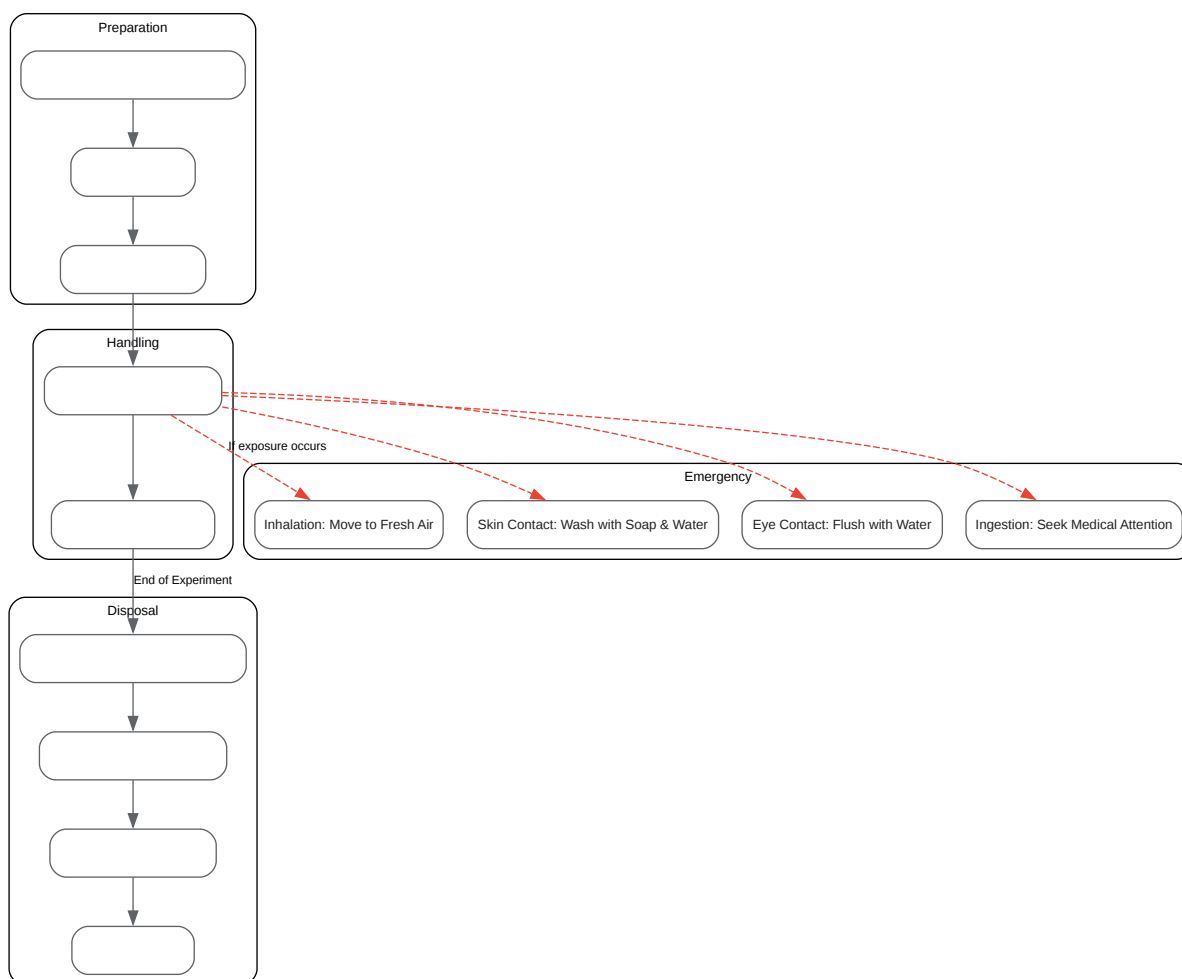 Preparation
Handling
If exposure occurs
Emergency
Inhalation: Move to Fresh Air
Skin Contact: Wash with Soap & Water
Eye Contact: Flush with Water
Ingestion: Seek Medical Attention
End of Experiment
Disposal